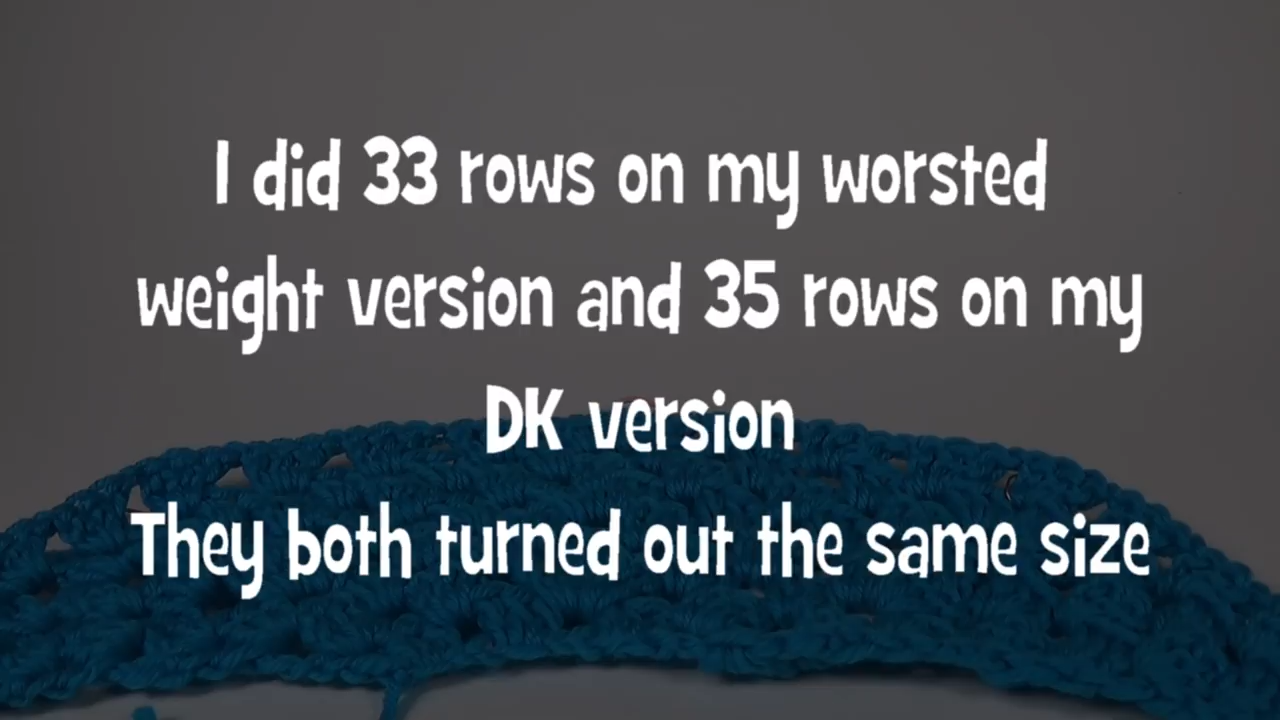 I did 33 rows on my worsted
weight version and 35 rows on my
DK version
They both turned out the same size